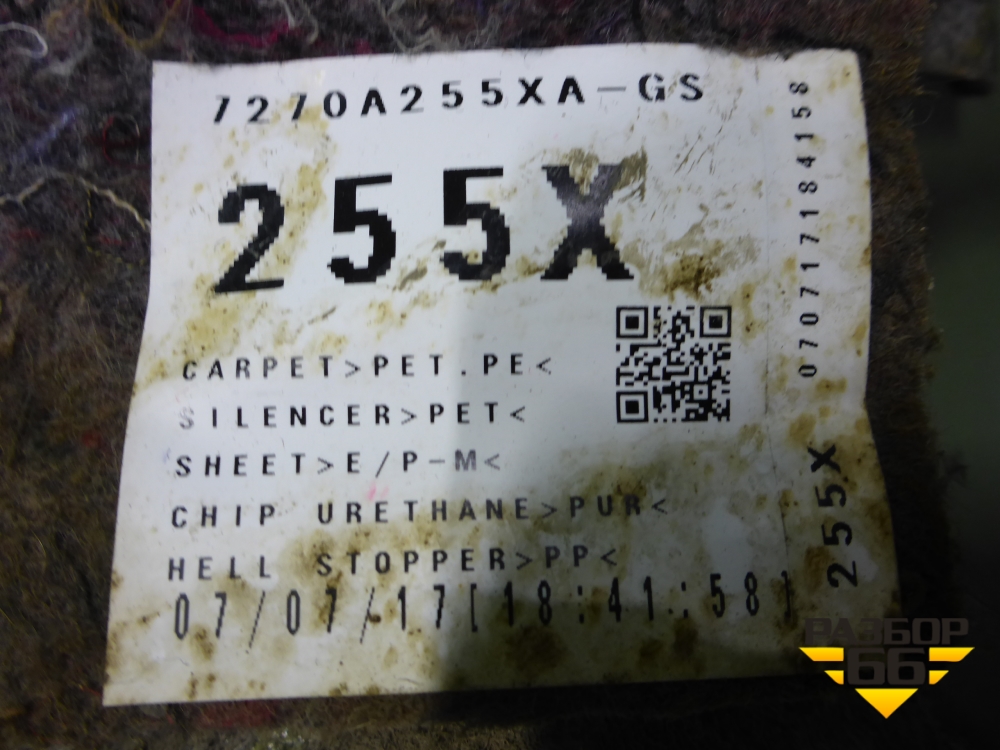 7270A255XA-GS
255X
CARPET>PET.PE<
SILENCER>PET<
SHEET>E/P-M<
CHIP URETHANE>PUR<
HELL STOPPER>PP<
07/07/17[18:41:58]
070717184158
255X
РАЗБОР
66